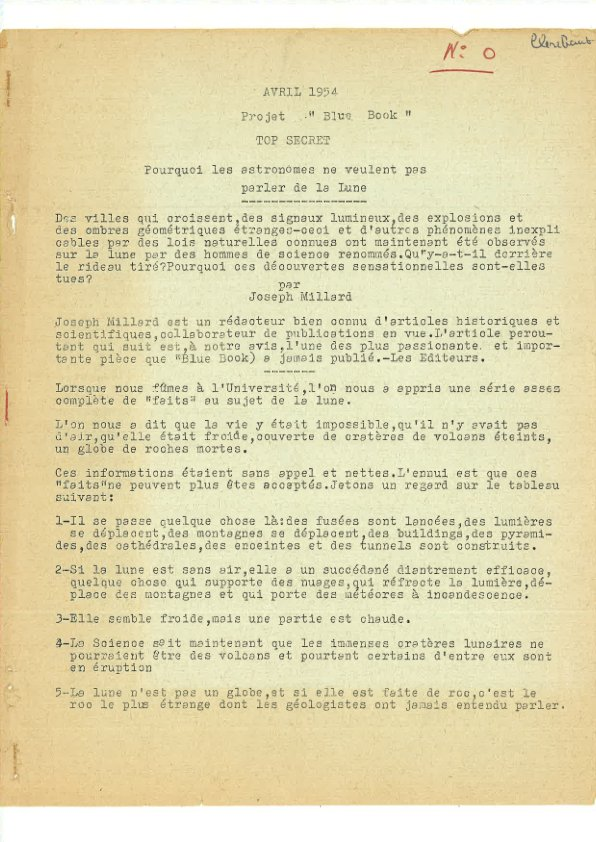 N: 0
AVRIL 1954
Projet " Blue Book "
TOP SECRET
Pourquoi les astronomes ne veulent pas
parler de la Lune
Des villes qui croissent,des signaux lumineux,des explosions et
des ombres géométriques étranges-ceci et d'autres phénomènes inexpli
cables par des lois naturelles connues ont maintenant été observés
sur la lune par des hommes de science renommés.Qu'y-a-t-il derrière
le rideau tiré?Pourquoi ces découvertes sensationnelles sont-elles
tues?
par
Joseph Millard
Joseph Millard est un rédacteur bien connu d'articles historiques et
scientifiques,collaborateur de publications en vue.L'article percu-
tant qui suit est,à notre avis,l'une des plus passionante et impor-
tante pièce que "Blue Book) a jamais publié.-Les Editeurs.
Lorsque nous fûmes à l'Université,l'on nous a appris une série assez
complète de "faits" au sujet de la lune.
L'on nous a dit que la vie y était impossible,qu'il n'y avait pas
d'air,qu'elle était froide,couverte de cratères de volcans éteints,
un globe de roches mortes.
Ces informations étaient sans appel et nettes.L'ennui est que ces
"faits"ne peuvent plus êtes acceptés.Jetons un regard sur le tableau
suivant:
1-Il se passe quelque chose là:des fusées sont lancées,des lumières
se déplacent,des montagnes se déplacent,des buildings,des pyrami-
des,des cathédrales,des enceintes et des tunnels sont construits.
2-Si la lune est sans air,elle a un succédané diantrement efficace,
quelque chose qui supporte des nuages,qui réfracte la lumière,dé-
place des montagnes et qui porte des météores à incandescence.
3-Elle semble froide,mais une partie est chaude.
4-La Science sait maintenant que les immenses cratères lunaires ne
pourraient être des volcans et pourtant certains d'entre eux sont
en éruption
5-La lune n'est pas un globe,et si elle est faite de roc,c'est le
roc le plus étrange dont les géologistes ont jamais entendu parler.